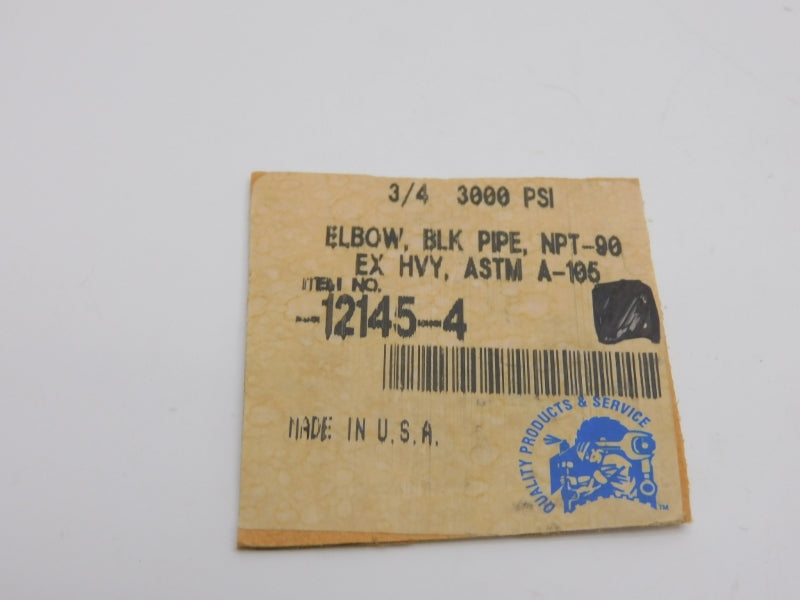 3/4 3000 PSI
ELBOW, BLK PIPE, NPT-90
EX HVY, ASTM A-105
ITEM NO.
-12145-4
MADE IN U.S.A.
QUALITY PRODUCTS & SERVICE
TM